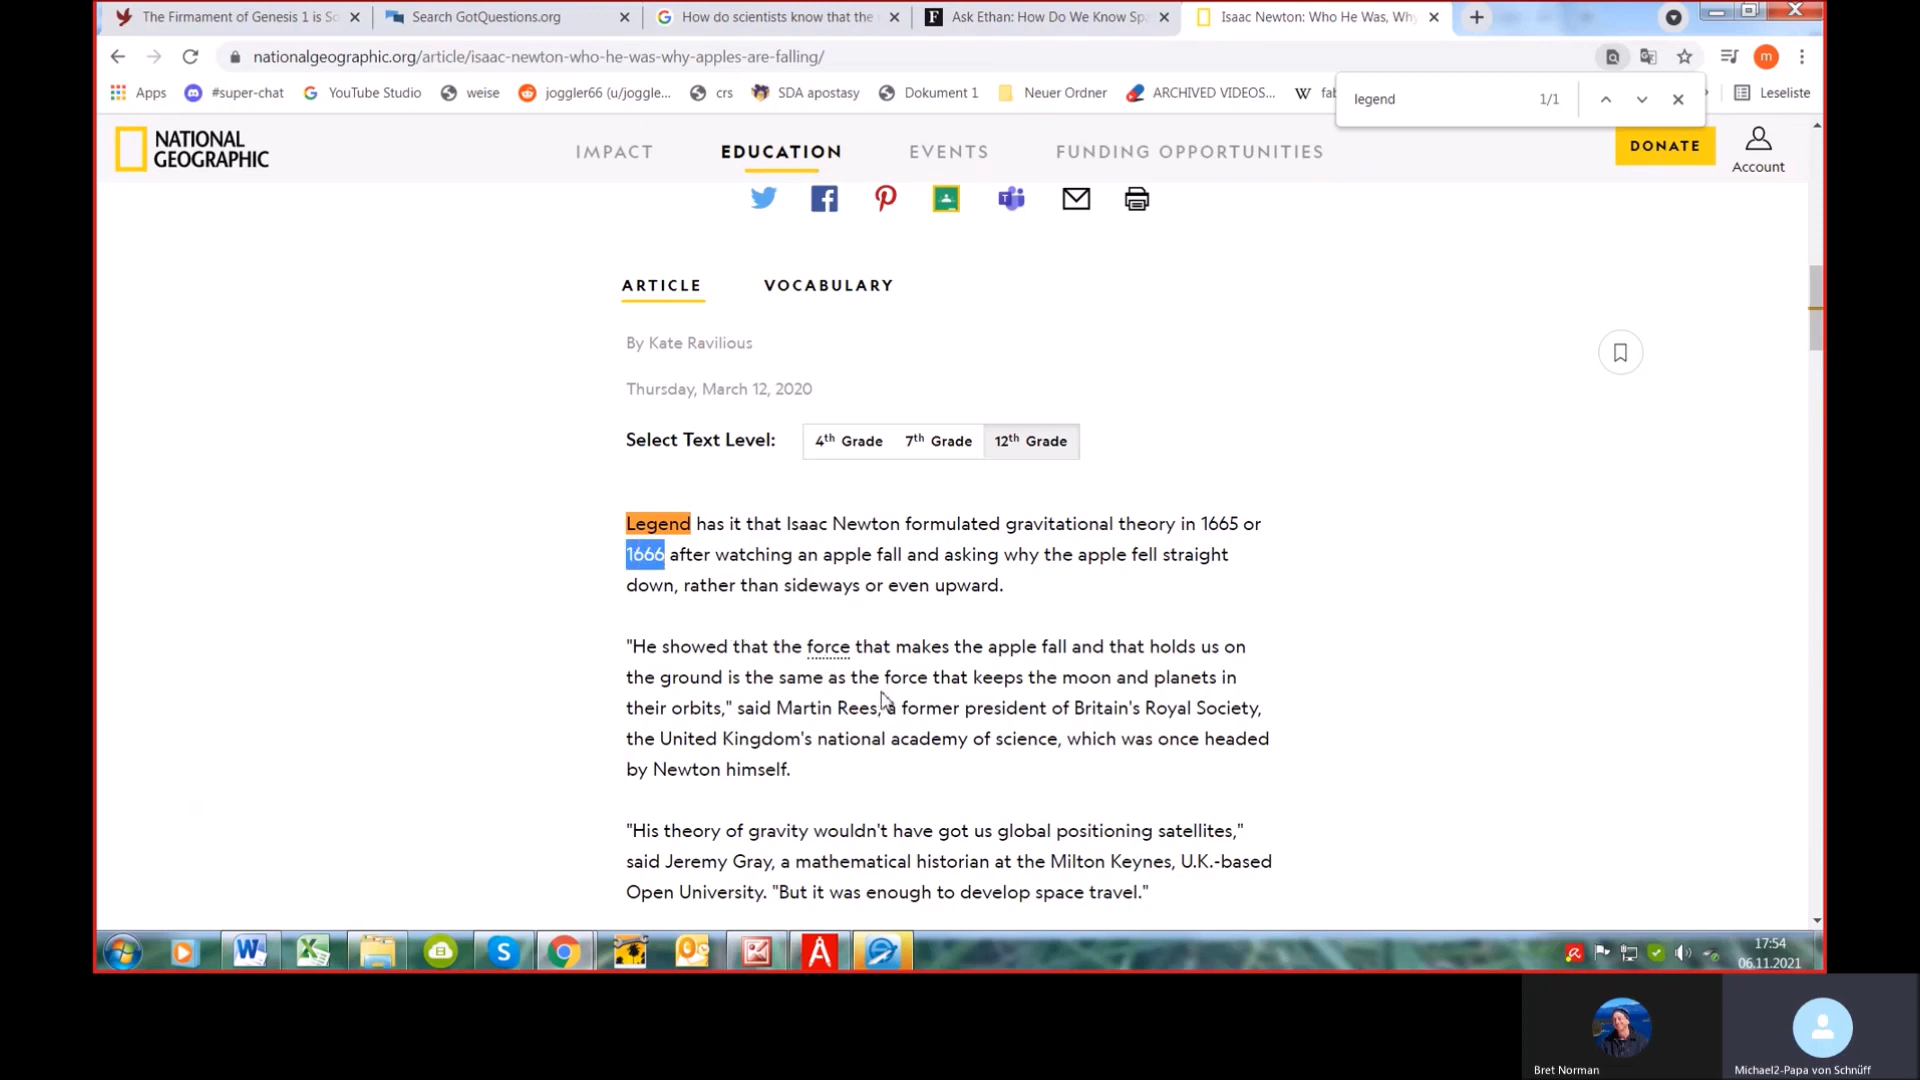 The Firmament of Genesis 1 is So
Search GotQuestions.org
How do scientists know that the
Ask Ethan: How Do We Know Sp
Isaac Newton: Who He Was, Why
nationalgeographic.org/article/isaac-newton-who-he-was-why-apples-are-falling/
m
Apps
#super-chat
YouTube Studio
weise
joggler66 (u/joggle...
crs
SDA apostasy
Dokument 1
Neuer Ordner
ARCHIVED VIDEOS...
fab
Leseliste
legend
1/1
NATIONAL
GEOGRAPHIC
IMPACT
EDUCATION
EVENTS
FUNDING OPPORTUNITIES
DONATE
Account
ARTICLE
VOCABULARY
By Kate Ravilious
Thursday, March 12, 2020
Select Text Level:
4th Grade
7th Grade
12th Grade
Legend has it that Isaac Newton formulated gravitational theory in 1665 or
1666 after watching an apple fall and asking why the apple fell straight
down, rather than sideways or even upward.
"He showed that the force that makes the apple fall and that holds us on
the ground is the same as the force that keeps the moon and planets in
their orbits," said Martin Rees, a former president of Britain's Royal Society,
the United Kingdom's national academy of science, which was once headed
by Newton himself.
"His theory of gravity wouldn't have got us global positioning satellites,"
said Jeremy Gray, a mathematical historian at the Milton Keynes, U.K.-based
Open University. "But it was enough to develop space travel."
17:54
06.11.2021
Bret Norman
Michael2-Papa von Schnüff